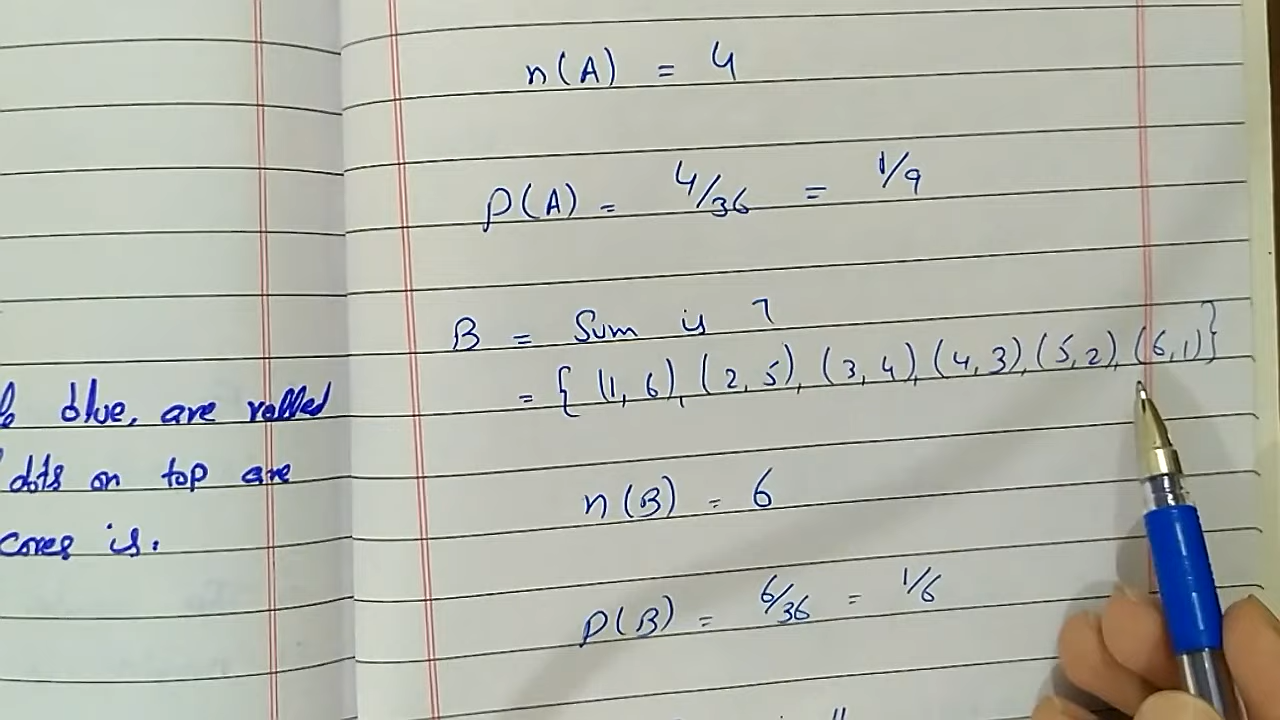 blue, are rolled
dots on top are
is.
n(A) = 4
P(A) = 4/36 = 1/9
B = Sum is 7
= { (1, 6), (2, 5), (3, 4), (4, 3), (5, 2), (6, 1) }
n(B) = 6
P(B) = 6/36 = 1/6